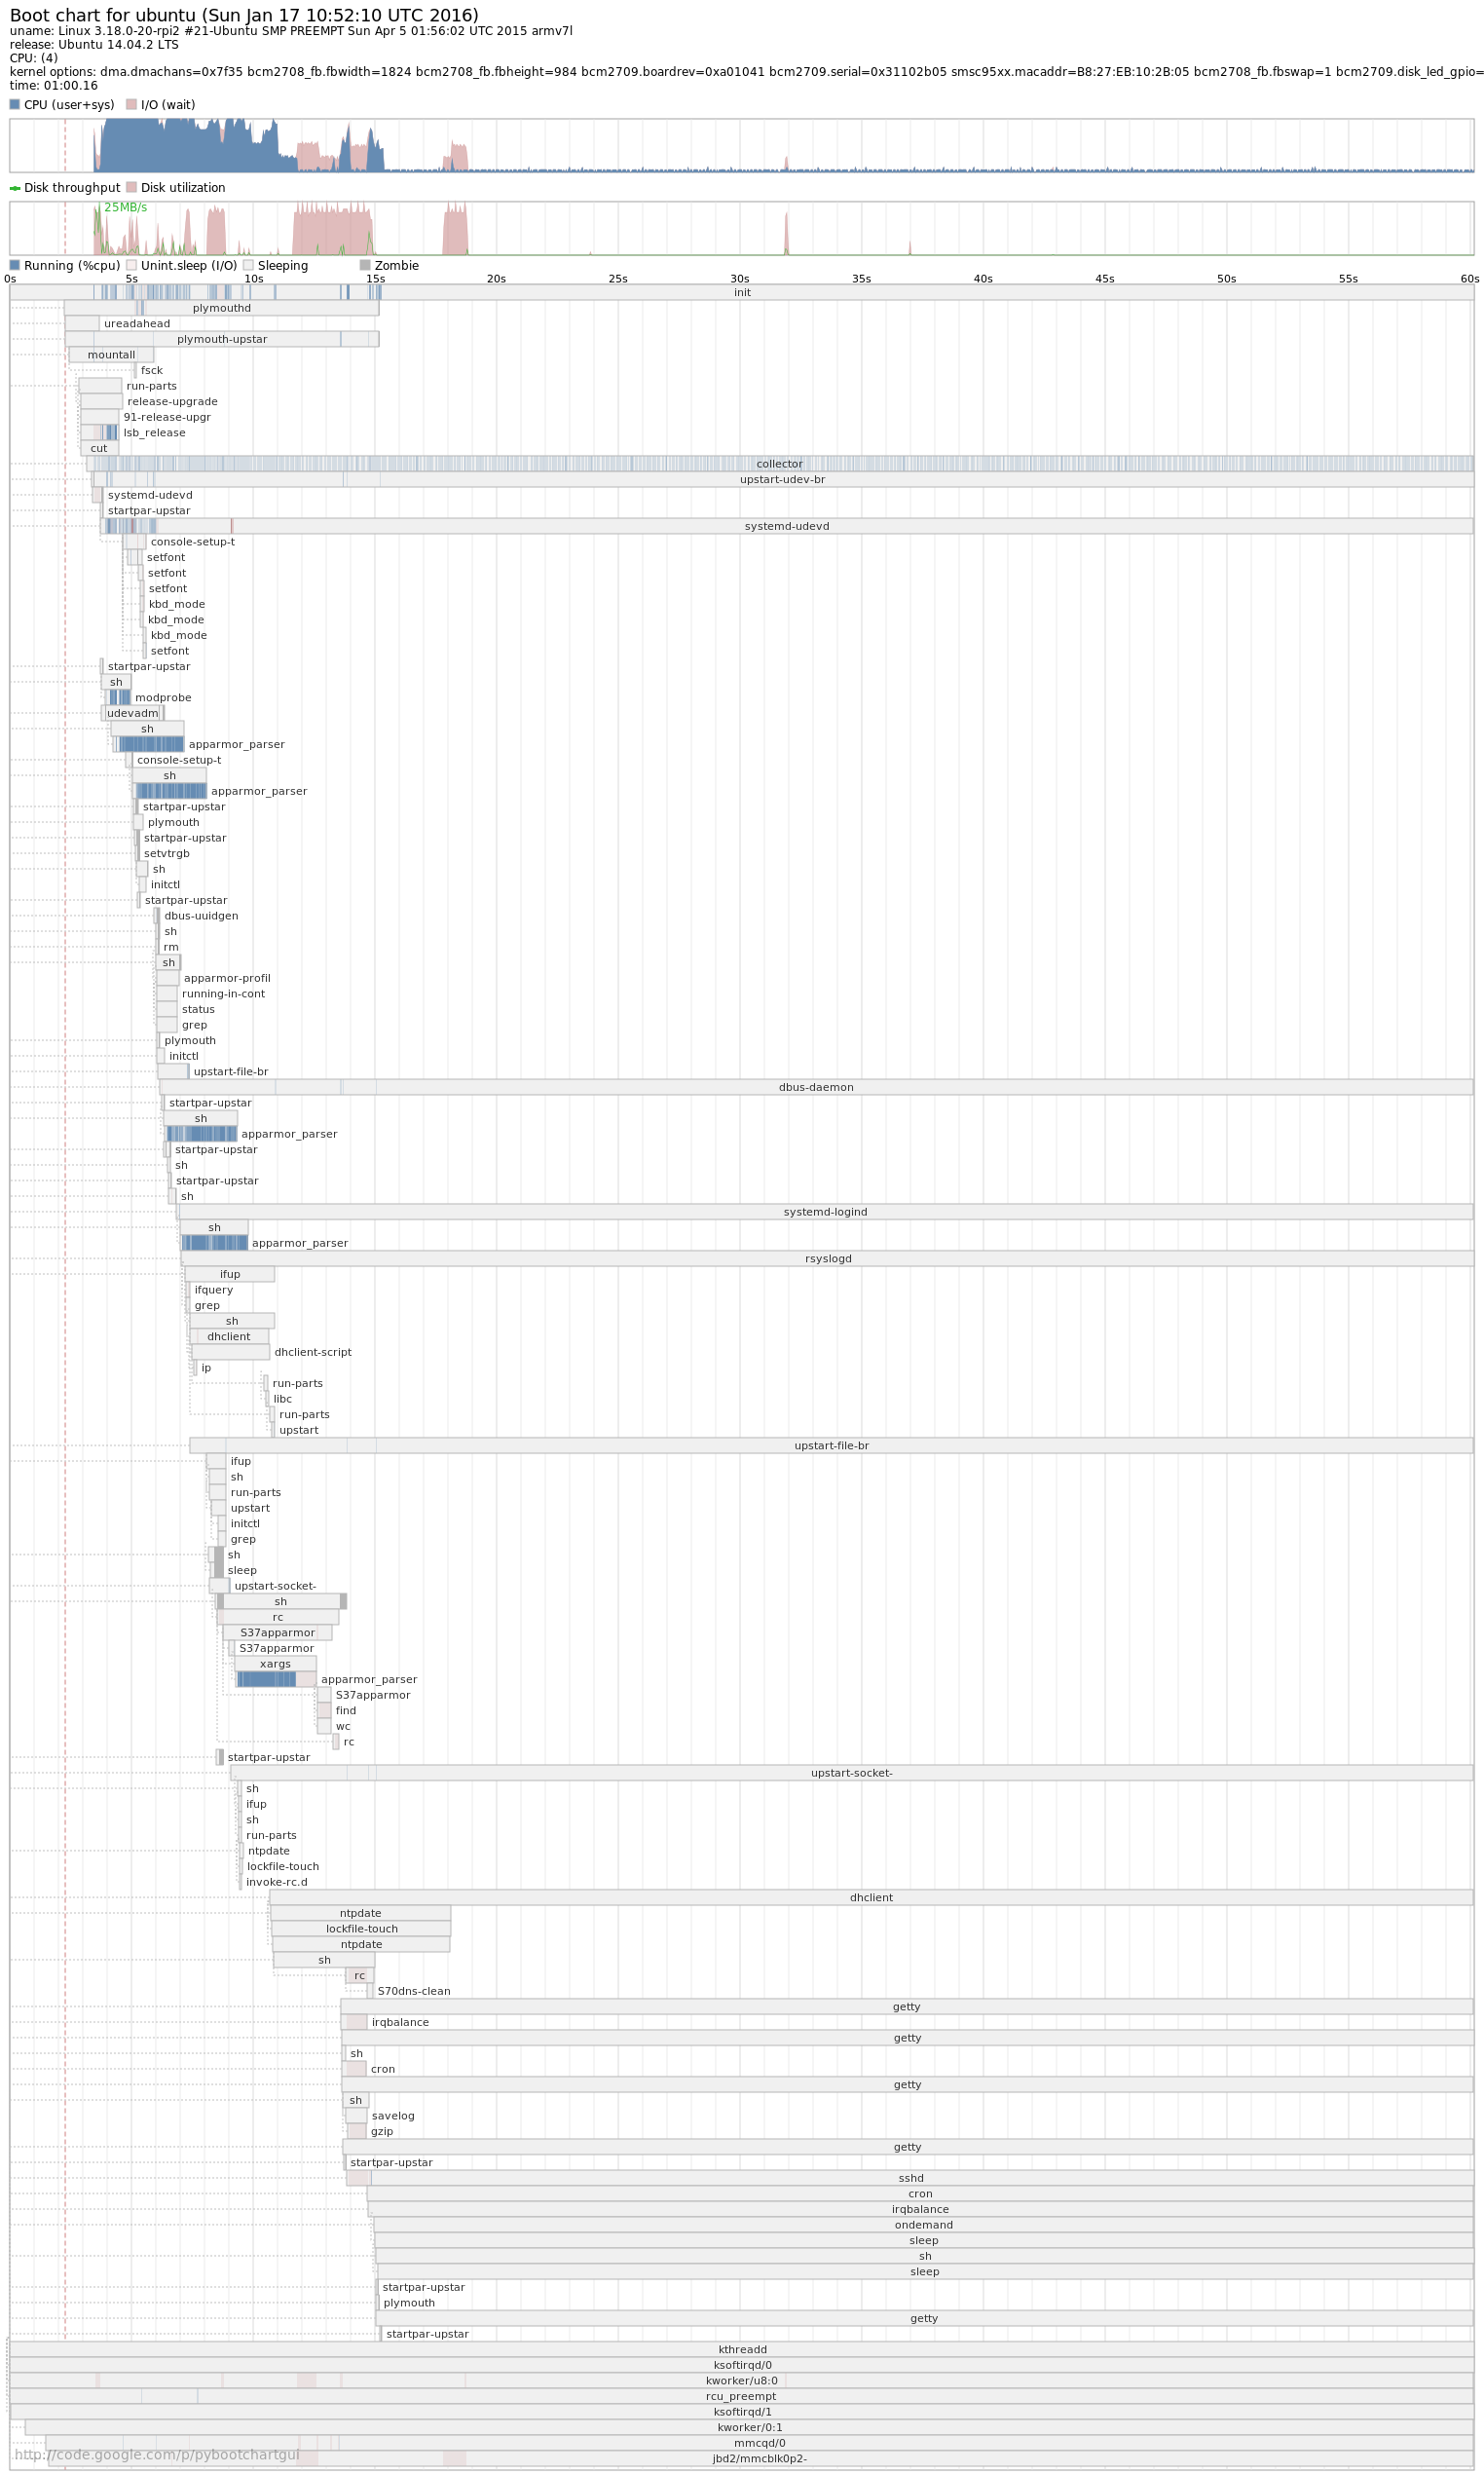 Boot chart for ubuntu (Sun Jan 17 10:52:10 UTC 2016)
uname: Linux 3.18.0-20-rpi2 #21-Ubuntu SMP PREEMPT Sun Apr 5 01:56:02 UTC 2015 armv7l
release: Ubuntu 14.04.2 LTS
CPU: (4)
kernel options: dma.dmachans=0x7f35 bcm2708_fb.fbwidth=1824 bcm2708_fb.fbheight=984 bcm2709.boardrev=0xa01041 bcm2709.serial=0x31102b05 smsc95xx.macaddr=B8:27:EB:10:2B:05 bcm2708_fb.fbswap=1 bcm2709.disk_led_gpio=
time: 01:00.16
CPU (user+sys) I/O (wait)
Disk throughput Disk utilization
25MB/s
Running (%cpu) Unint.sleep (I/O) Sleeping Zombie
0s 5s 10s 15s 20s 25s 30s 35s 40s 45s 50s 55s 60s
init
plymouthd
ureadahead
plymouth-upstar
mountall
fsck
run-parts
release-upgrade
91-release-upgr
lsb_release
cut
collector
upstart-udev-br
systemd-udevd
startpar-upstar
systemd-udevd
console-setup-t
setfont
setfont
setfont
kbd_mode
kbd_mode
kbd_mode
setfont
startpar-upstar
sh
modprobe
udevadm
sh
apparmor_parser
console-setup-t
sh
apparmor_parser
startpar-upstar
plymouth
startpar-upstar
setvtrgb
sh
initctl
startpar-upstar
dbus-uuidgen
sh
rm
sh
apparmor-profil
running-in-cont
status
grep
plymouth
initctl
upstart-file-br
dbus-daemon
startpar-upstar
sh
apparmor_parser
startpar-upstar
sh
startpar-upstar
sh
systemd-logind
sh
apparmor_parser
rsyslogd
ifup
ifquery
grep
sh
dhclient
dhclient-script
ip
run-parts
libc
run-parts
upstart
upstart-file-br
ifup
sh
run-parts
upstart
initctl
grep
sh
sleep
upstart-socket-
sh
rc
S37apparmor
S37apparmor
xargs
apparmor_parser
S37apparmor
find
wc
rc
startpar-upstar
upstart-socket-
sh
ifup
sh
run-parts
ntpdate
lockfile-touch
invoke-rc.d
dhclient
ntpdate
lockfile-touch
ntpdate
sh
rc
S70dns-clean
getty
irqbalance
getty
sh
cron
getty
sh
savelog
gzip
getty
startpar-upstar
sshd
cron
irqbalance
ondemand
sleep
sh
sleep
startpar-upstar
plymouth
getty
startpar-upstar
kthreadd
ksoftirqd/0
kworker/u8:0
rcu_preempt
ksoftirqd/1
kworker/0:1
mmcqd/0
http://code.google.com/p/pybootchartgui
jbd2/mmcblk0p2-